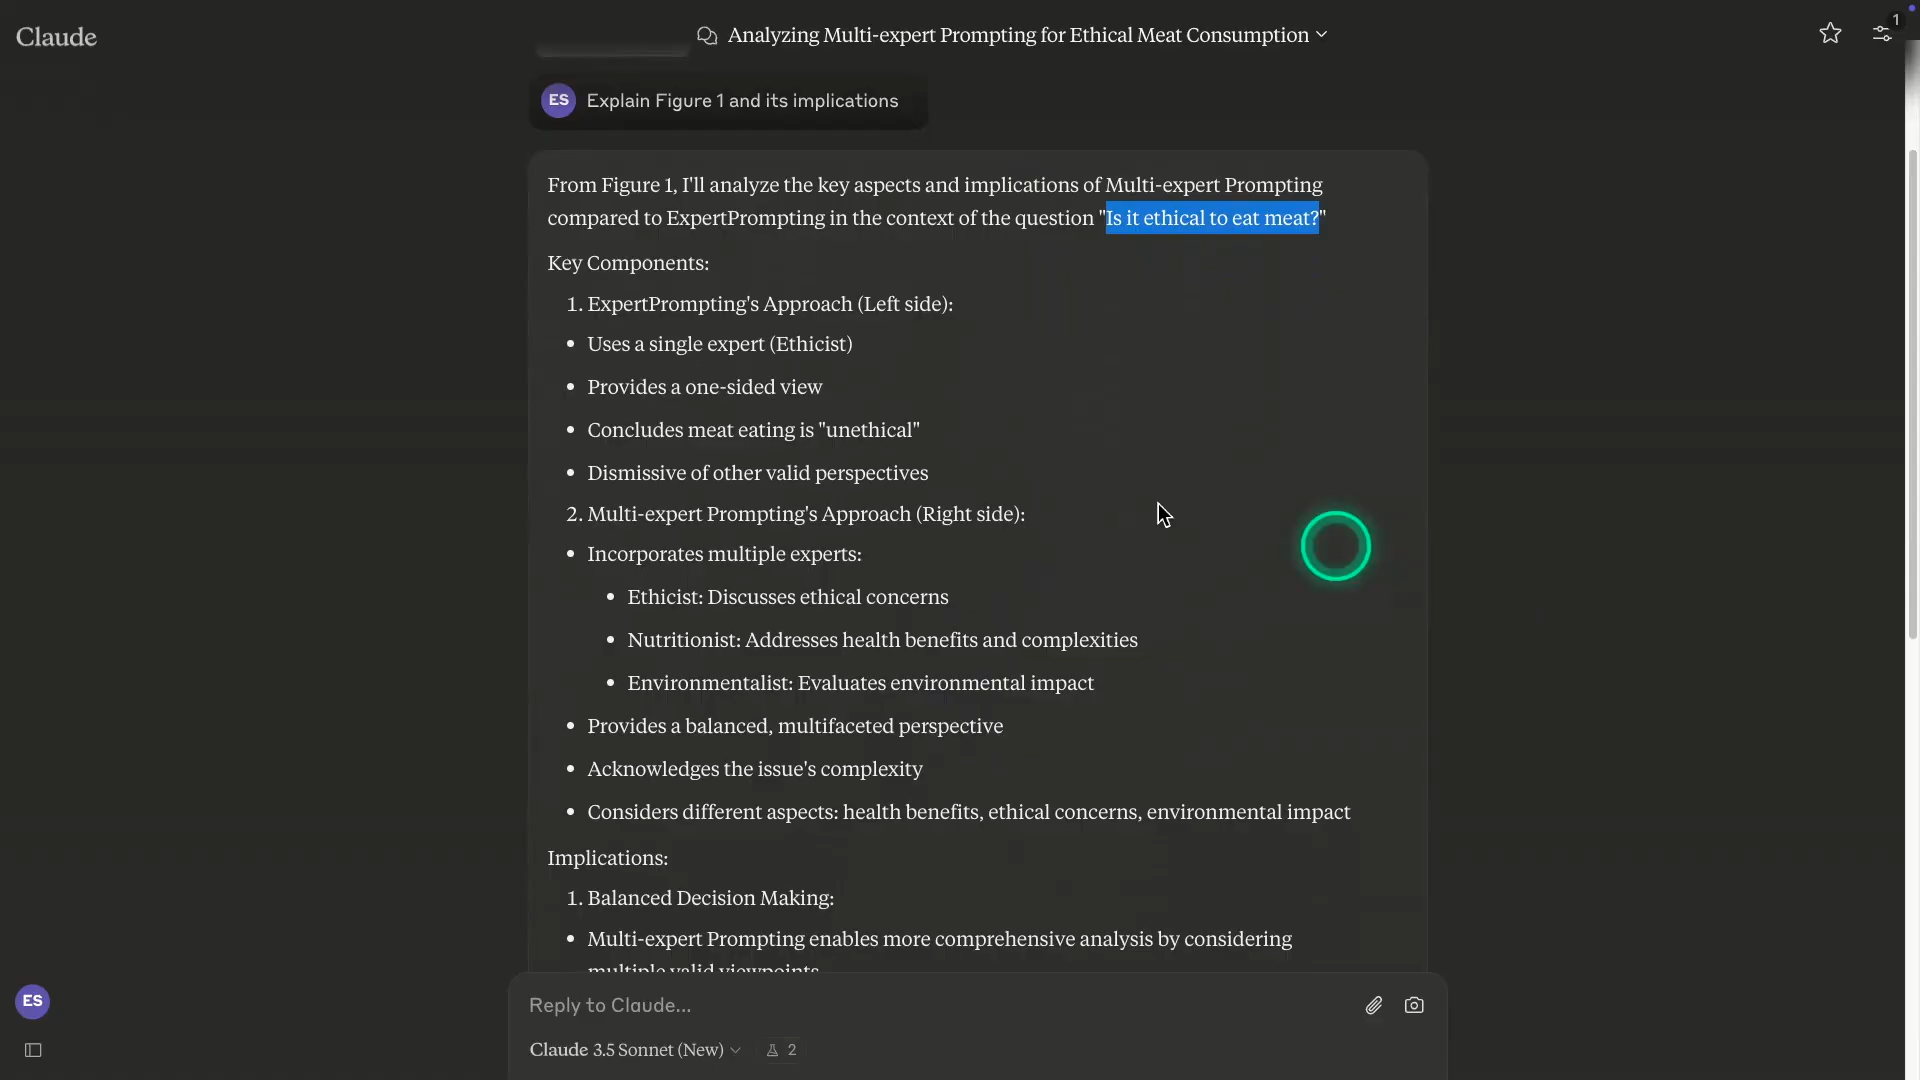 Claude
Analyzing Multi-expert Prompting for Ethical Meat Consumption
1
ES
Explain Figure 1 and its implications
From Figure 1, I'll analyze the key aspects and implications of Multi-expert Prompting
compared to ExpertPrompting in the context of the question "Is it ethical to eat meat?"
Key Components:
1. ExpertPrompting's Approach (Left side):
• Uses a single expert (Ethicist)
• Provides a one-sided view
• Concludes meat eating is "unethical"
• Dismissive of other valid perspectives
2. Multi-expert Prompting's Approach (Right side):
• Incorporates multiple experts:
• Ethicist: Discusses ethical concerns
• Nutritionist: Addresses health benefits and complexities
• Environmentalist: Evaluates environmental impact
• Provides a balanced, multifaceted perspective
• Acknowledges the issue's complexity
• Considers different aspects: health benefits, ethical concerns, environmental impact
Implications:
1. Balanced Decision Making:
• Multi-expert Prompting enables more comprehensive analysis by considering
multiple valid viewpoints
ES
Reply to Claude...
Claude 3.5 Sonnet (New)
2